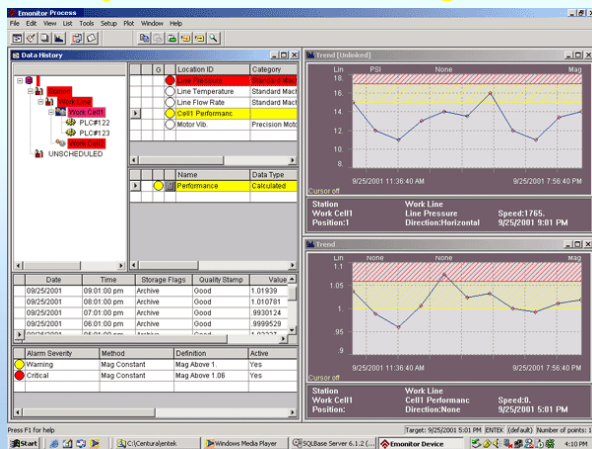 Emonitor Process
File Edit View List Tools Setup Plot Window Help
Data History
Station
Work Line
Work Cell1
PLC#122
PLC#123
Work Cell2
UNSCHEDULED
G Location ID Category
Line Pressure Standard Mach
Line Temperature Standard Mach
Line Flow Rate Standard Mach
Cell1 Performanc
Motor Vib. Precision Moto
Name Data Type
Performance Calculated
Date Time Storage Flags Quality Stamp Value
09/25/2001 09:01:00 pm Archive Good 1.01939
09/25/2001 08:01:00 pm Archive Good 1.010781
09/25/2001 07:01:00 pm Archive Good .9930124
09/25/2001 06:01:00 pm Archive Good .9999529
Alarm Severity Method Definition Active
Warning Mag Constant Mag Above 1. Yes
Critical Mag Constant Mag Above 1.06 Yes
Trend [Unlinked]
Lin PSI None Mag
18.
16.
14.
12.
10.
8.
9/25/2001 11:36:40 AM 9/25/2001 7:56:40 PM
Cursor off
Station Work Line
Work Cell1 Line Pressure Speed:1765.
Position:1 Direction:Horizontal 9/25/2001 9:01 PM
Trend
Lin None None Mag
1.1
1.05
1.
.95
.9
9/25/2001 11:36:40 AM 9/25/2001 7:56:40 PM
Cursor off
Station Work Line
Work Cell1 Cell1 Performanc Speed:0.
Position: Direction:None 9/25/2001 5:01 PM
Press F1 for help
Target: 9/25/2001 5:01 PM ENTEK (default) Number of points: 1
Start C:\Centura\entek Windows Media Player SQLBase Server 6.1.2 (... Emonitor Device 4:10 PM